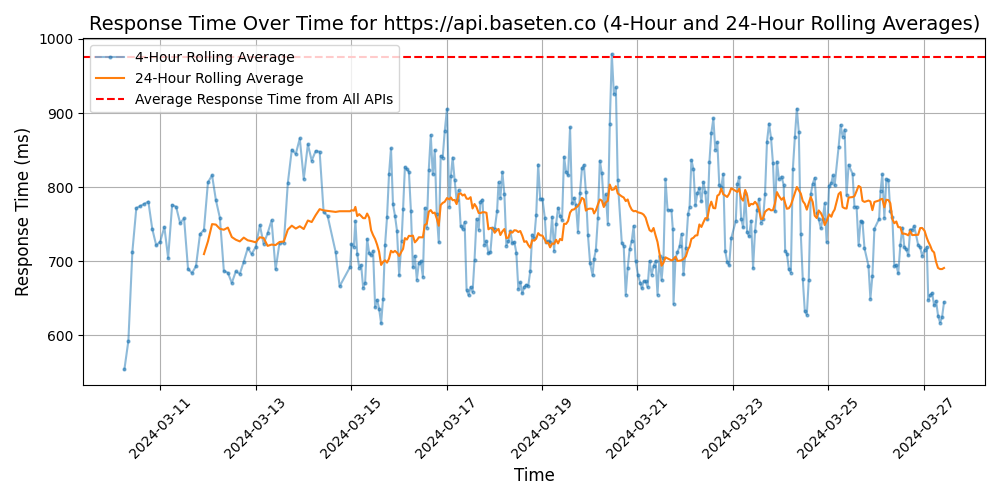 Response Time Over Time for https://api.baseten.co (4-Hour and 24-Hour Rolling Averages)
4-Hour Rolling Average
24-Hour Rolling Average
Average Response Time from All APIs
Response Time (ms)
1000
900
800
700
600
2024-03-11
2024-03-13
2024-03-15
2024-03-17
2024-03-19
2024-03-21
2024-03-23
2024-03-25
2024-03-27
Time